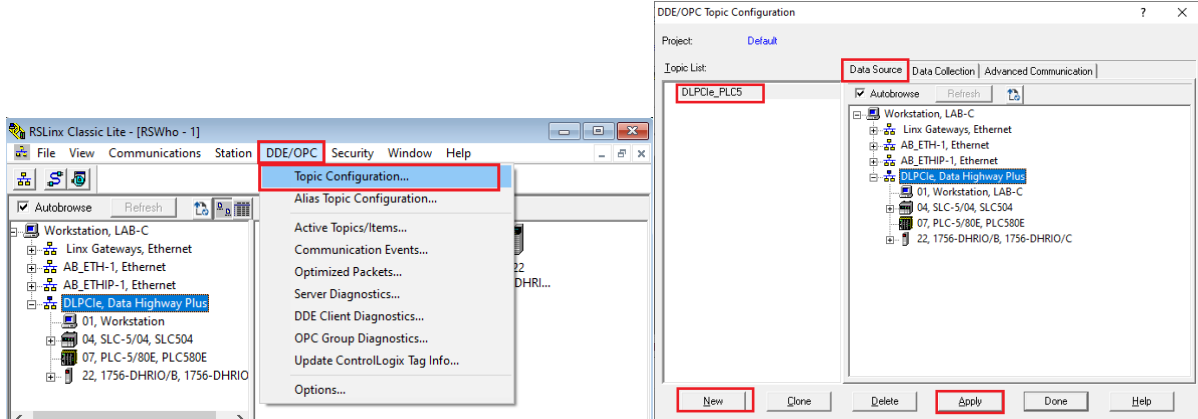 RSLinx Classic Lite - [RSWho - 1]
File View Communications Station DDE/OPC Security Window Help
Autobrowse Refresh
Workstation, LAB-C
Linx Gateways, Ethernet
AB_ETH-1, Ethernet
AB_ETHIP-1, Ethernet
DLPCIe, Data Highway Plus
01, Workstation
04, SLC-5/04, SLC504
07, PLC-5/80E, PLC580E
22, 1756-DHRIO/B, 1756-DHRIO
Topic Configuration...
Alias Topic Configuration...
Active Topics/Items...
Communication Events...
Optimized Packets...
Server Diagnostics...
DDE Client Diagnostics...
OPC Group Diagnostics...
Update ControlLogix Tag Info...
Options...
22
DHRI...
DDE/OPC Topic Configuration
Project: Default
Topic List:
DLPCIe_PLC5
Data Source Data Collection Advanced Communication
Autobrowse Refresh
Workstation, LAB-C
Linx Gateways, Ethernet
AB_ETH-1, Ethernet
AB_ETHIP-1, Ethernet
DLPCIe, Data Highway Plus
01, Workstation, LAB-C
04, SLC-5/04, SLC504
07, PLC-5/80E, PLC580E
22, 1756-DHRIO/B, 1756-DHRIO/C
New Clone Delete Apply Done Help